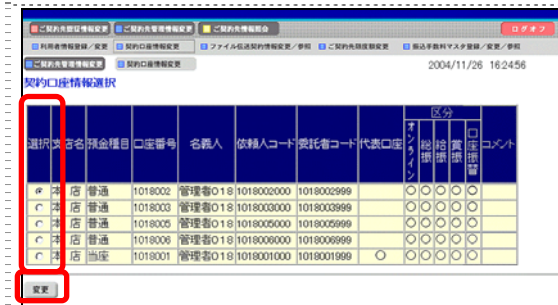 ご契約先暗証情報変更 ご契約先管理情報変更 ご契約先情報照会 ログオフ
利用者情報登録/変更 契約口座情報変更 ファイル伝送契約情報変更/参照 ご契約先限度額変更 振込手数料マスタ登録/変更/参照
ご契約先管理情報変更 契約口座情報変更 2004/11/26 16:24:56
契約口座情報選択
選択 支店名 預金種目 口座番号 名義人 依頼人コード 委託者コード 代表口座 区分 コメント
オンライン 総振 給振 賞振 口座振替
本 店 普通 1018002 管理者018 1018002000 1018002999 ○ ○ ○ ○ ○
本 店 普通 1018003 管理者018 1018003000 1018003999 ○ ○ ○ ○ ○
本 店 普通 1018005 管理者018 1018005000 1018005999 ○ ○ ○ ○ ○
本 店 普通 1018006 管理者018 1018006000 1018006999 ○ ○ ○ ○ ○
本 店 当座 1018001 管理者018 1018001000 1018001999 ○ ○ ○ ○ ○ ○
変更